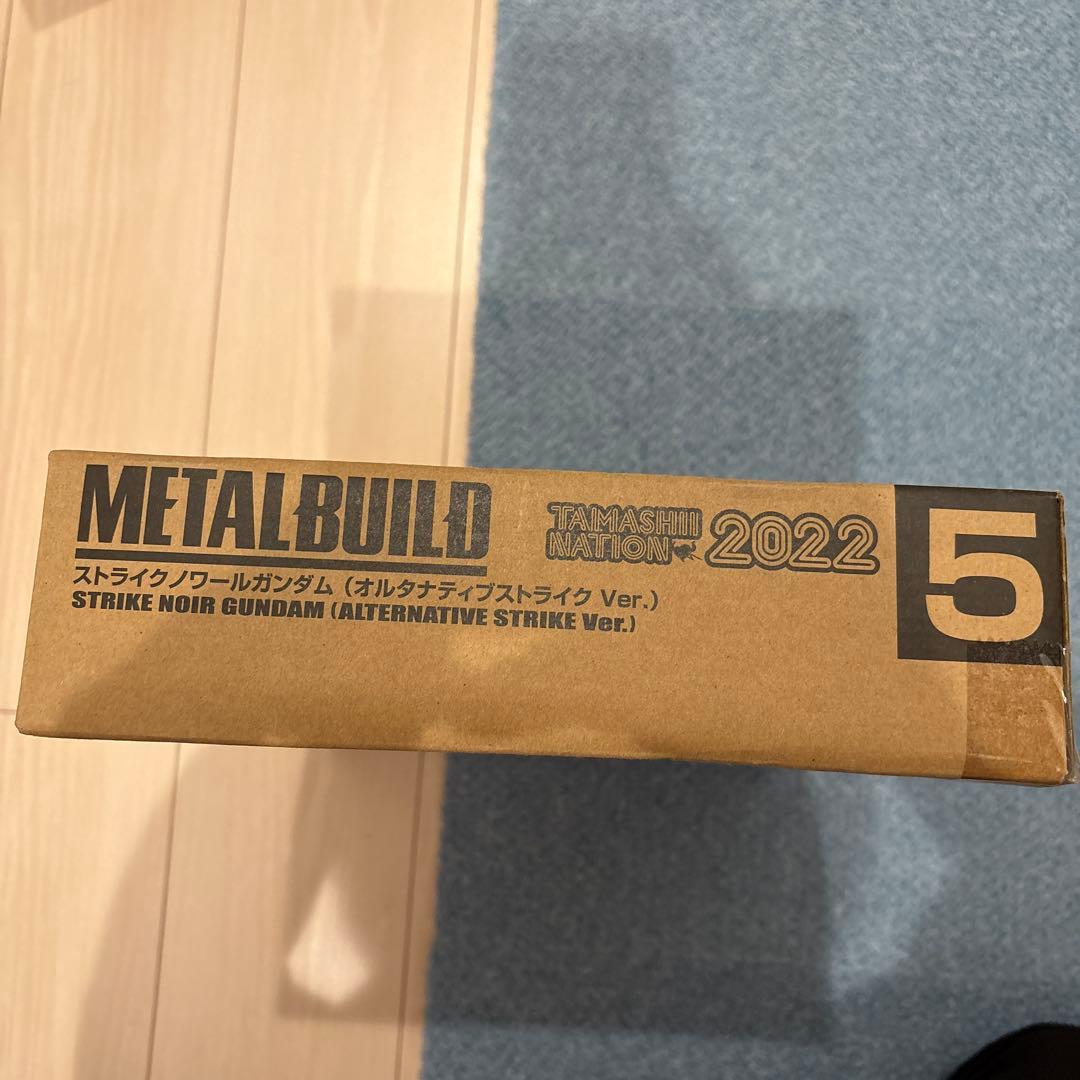 METALBUILD
ストライクノワールガンダム（オルタナティブストライク Ver.）
STRIKE NOIR GUNDAM (ALTERNATIVE STRIKE Ver.)
TAMASHII
NATION
2022
5